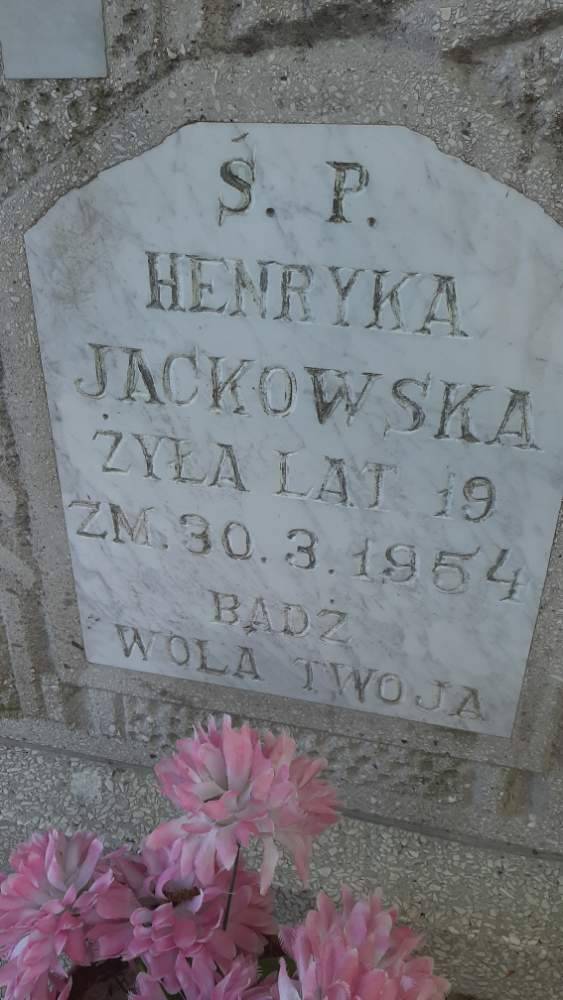 Ś. P.
HENRYKA
JACKOWSKA
ŻYŁA LAT 19
ZM. 30. 3. 1954
BĄDŹ
WOLA TWOJA